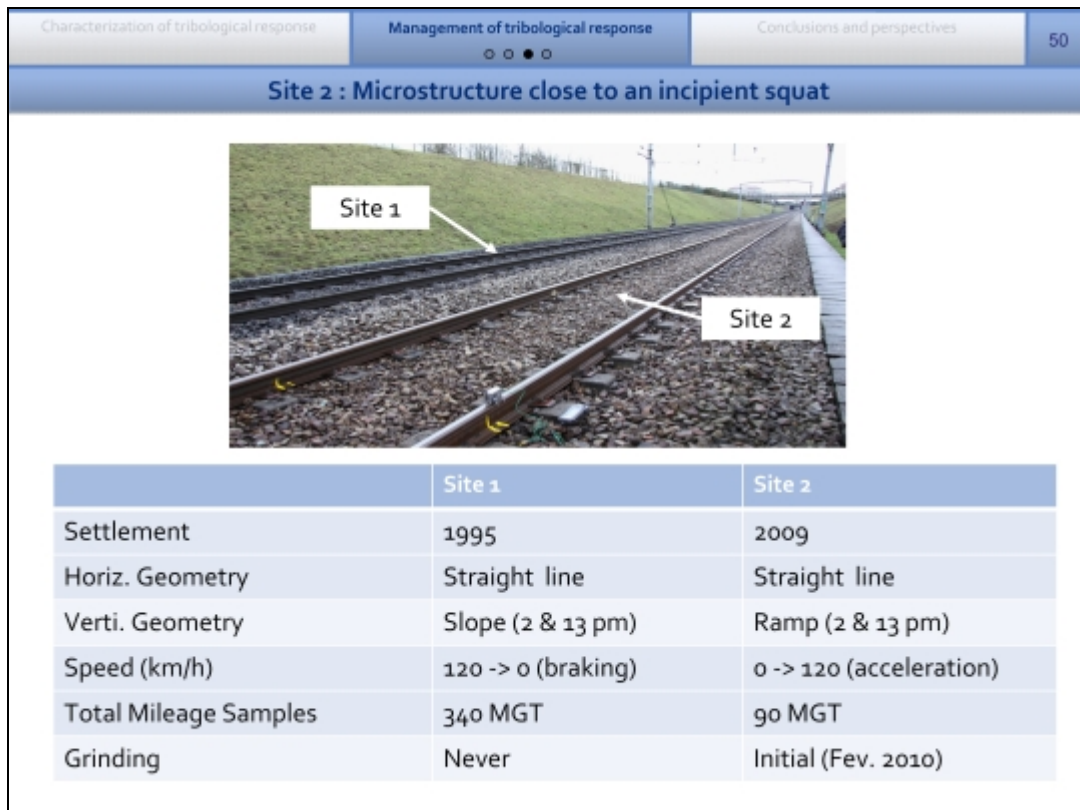 Characterization of tribological response
Management of tribological response
Conclusions and perspectives
50
Site 2 : Microstructure close to an incipient squat
Site 1
Site 2
Site 1 Site 2
Settlement 1995 2009
Horiz. Geometry Straight line Straight line
Verti. Geometry Slope (2 & 13 pm) Ramp (2 & 13 pm)
Speed (km/h) 120 -> 0 (braking) 0 -> 120 (acceleration)
Total Mileage Samples 340 MGT 90 MGT
Grinding Never Initial (Fev. 2010)